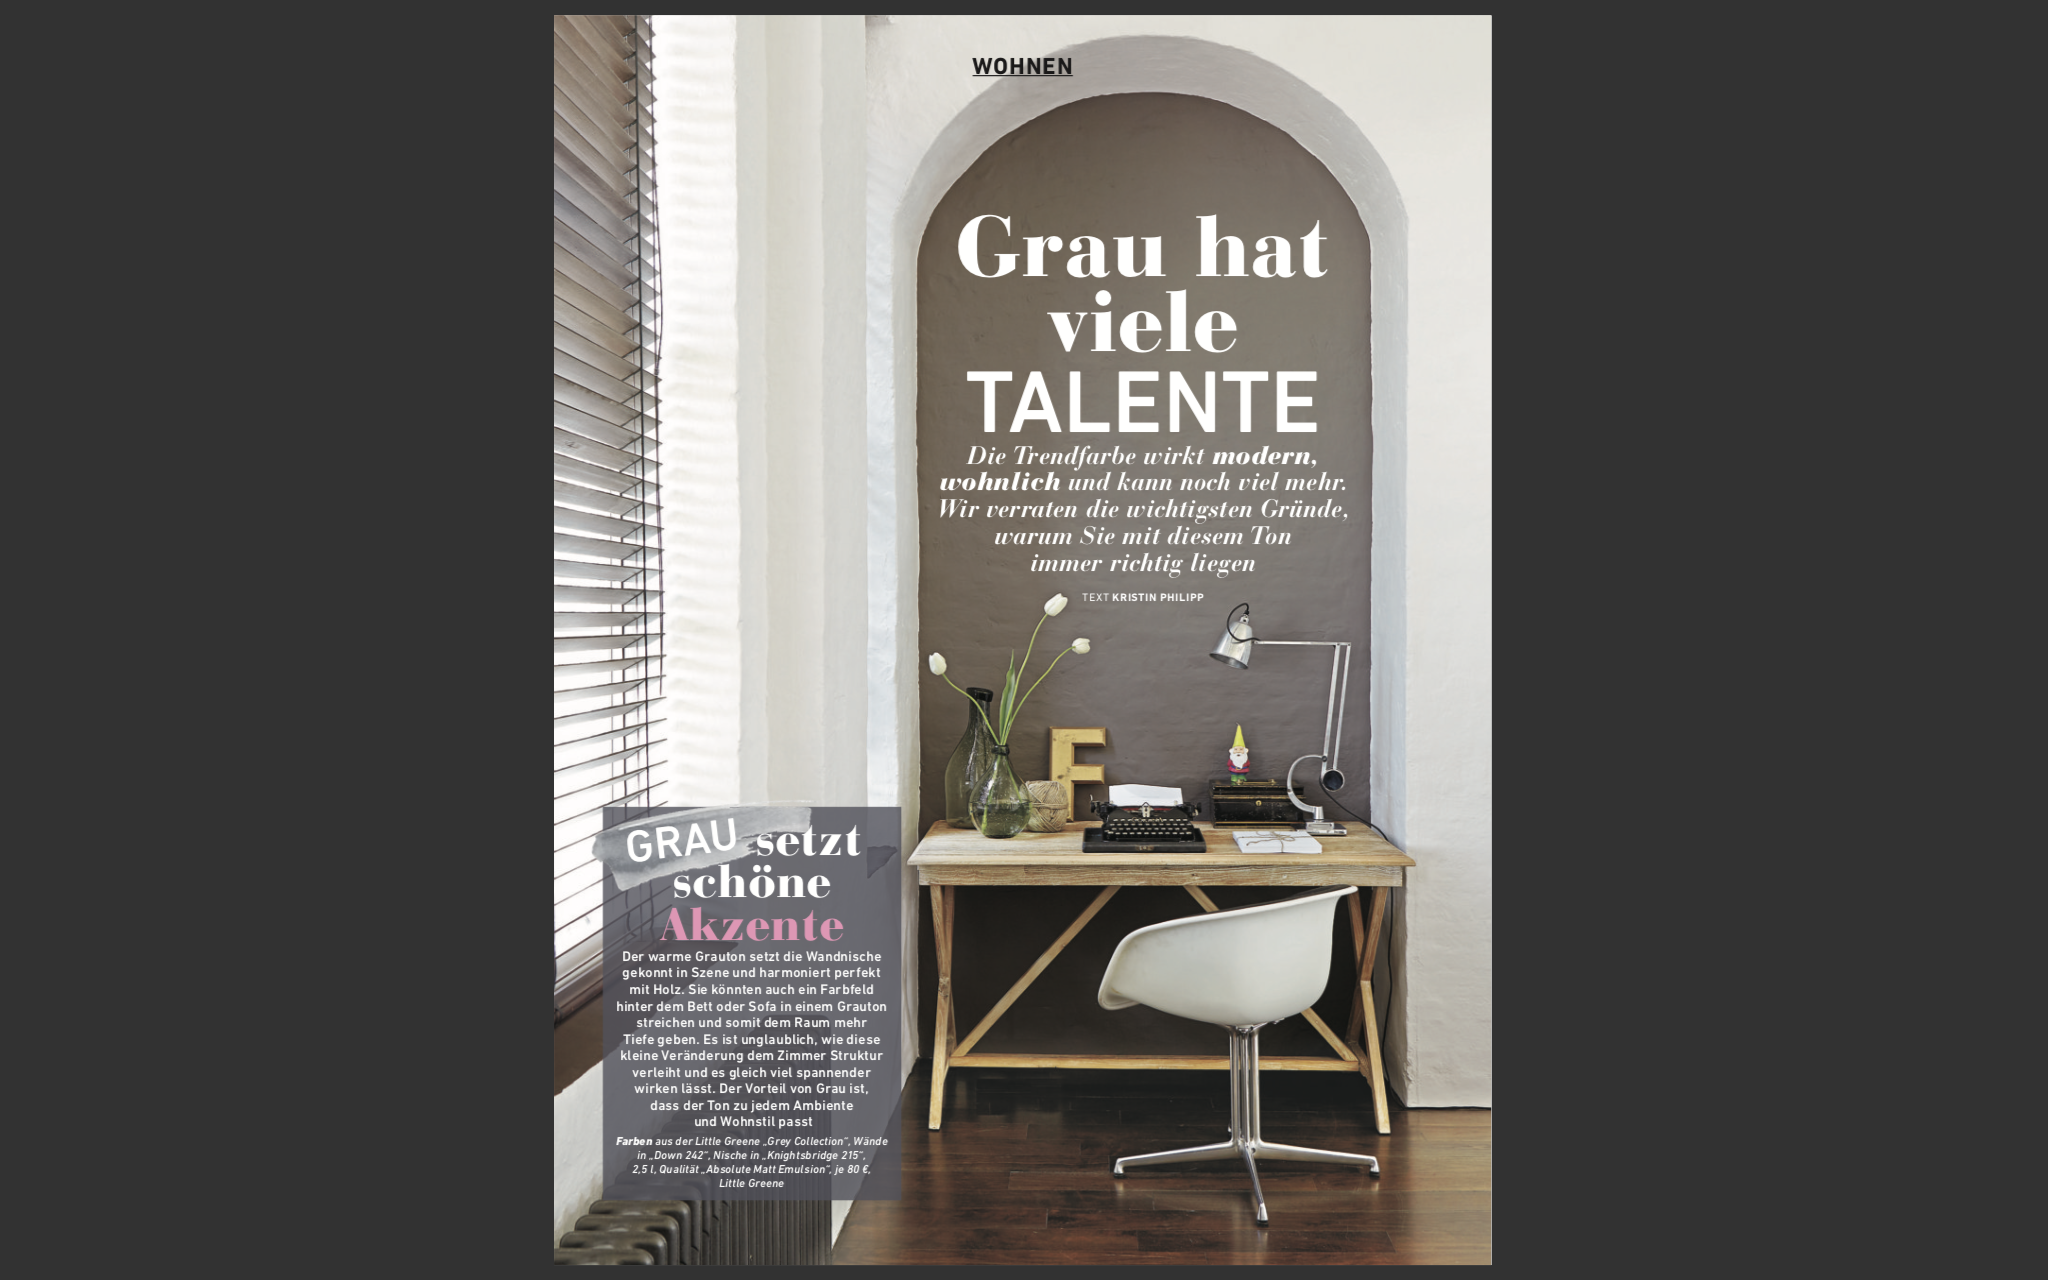 WOHNEN
Grau hat
viele
TALENTE
Die Trendfarbe wirkt modern,
wohnlich und kann noch viel mehr.
Wir verraten die wichtigsten Gründe,
warum Sie mit diesem Ton
immer richtig liegen
TEXT KRISTIN PHILIPP
E
GRAU setzt
schöne
Akzente
Der warme Grauton setzt die Wandnische
gekonnt in Szene und harmoniert perfekt
mit Holz. Sie könnten auch ein Farbfeld
hinter dem Bett oder Sofa in einem Grauton
streichen und somit dem Raum mehr
Tiefe geben. Es ist unglaublich, wie diese
kleine Veränderung dem Zimmer Struktur
verleiht und es gleich viel spannender
wirken lässt. Der Vorteil von Grau ist,
dass der Ton zu jedem Ambiente
und Wohnstil passt
Farben aus der Little Greene „Grey Collection“, Wände
in „Down 242“, Nische in „Knightsbridge 215“,
2,5 l, Qualität „Absolute Matt Emulsion“, je 80 €,
Little Greene